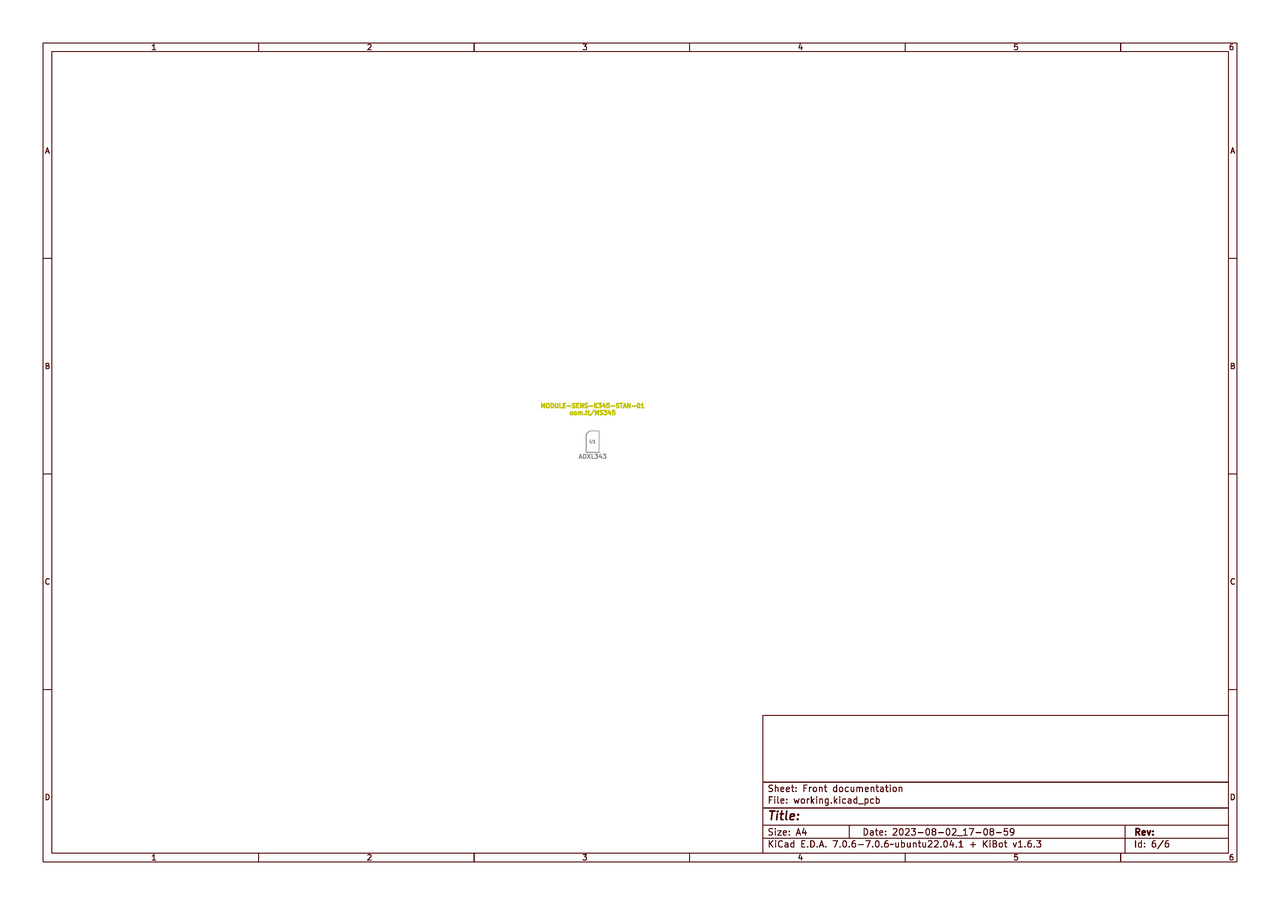 1 2 3 4 5 6
A A
B B
MODULE-SENS-K345-STAN-01
oom.lt/MS345
U1
ADXL343
C C
D D
Sheet: Front documentation
File: working.kicad_pcb
Title:
Size: A4 Date: 2023-08-02_17-08-59 Rev:
KiCad E.D.A. 7.0.6-7.0.6~ubuntu22.04.1 + KiBot v1.6.3 Id: 6/6
1 2 3 4 5 6